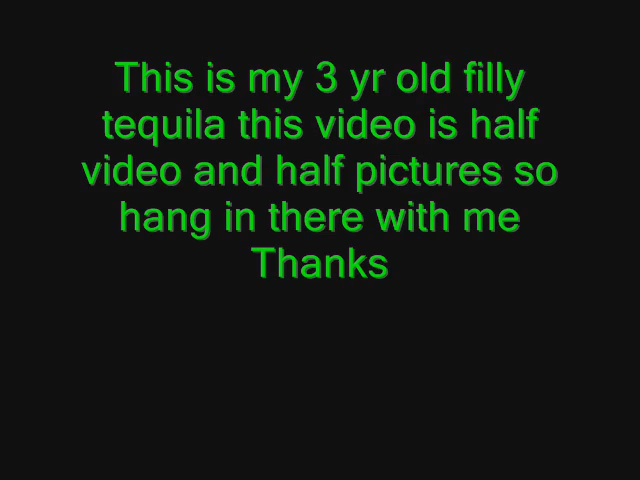 This is my 3 yr old filly
tequila this video is half
video and half pictures so
hang in there with me
Thanks